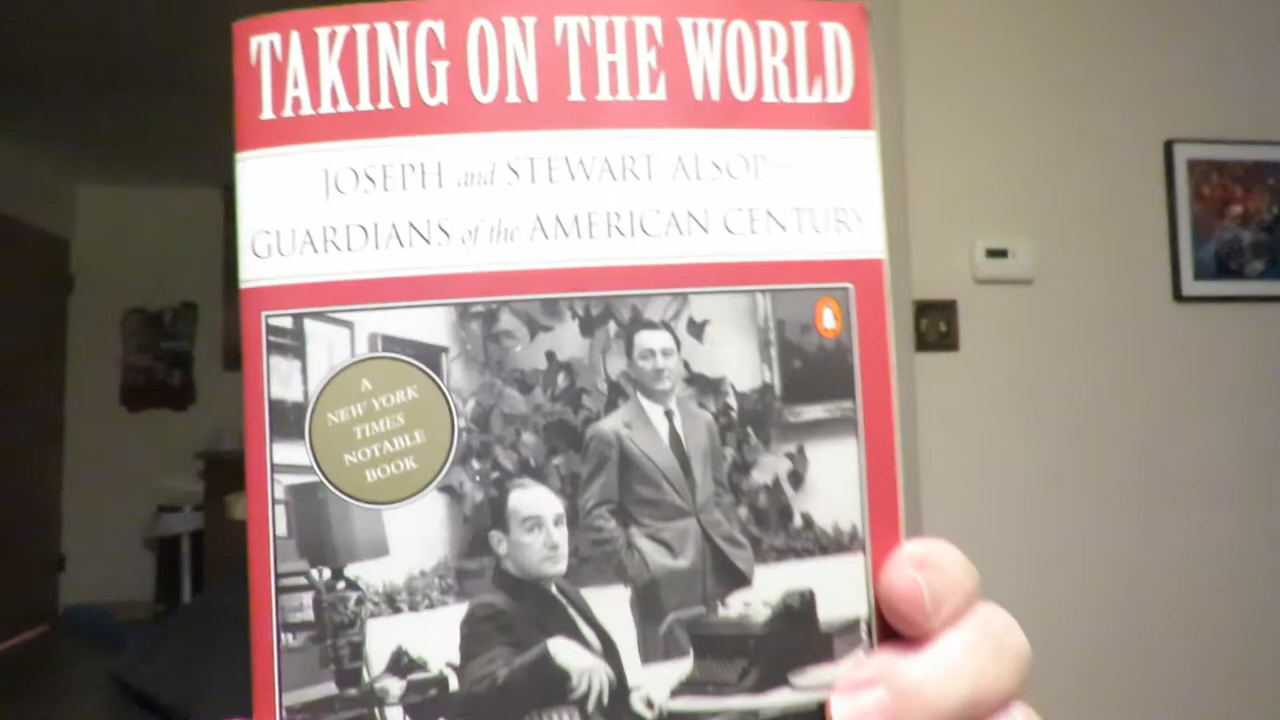 TAKING ON THE WORLD
JOSEPH and STEWART ALSOP—
GUARDIANS of the AMERICAN CENTURY
A
NEW YORK
TIMES
NOTABLE
BOOK